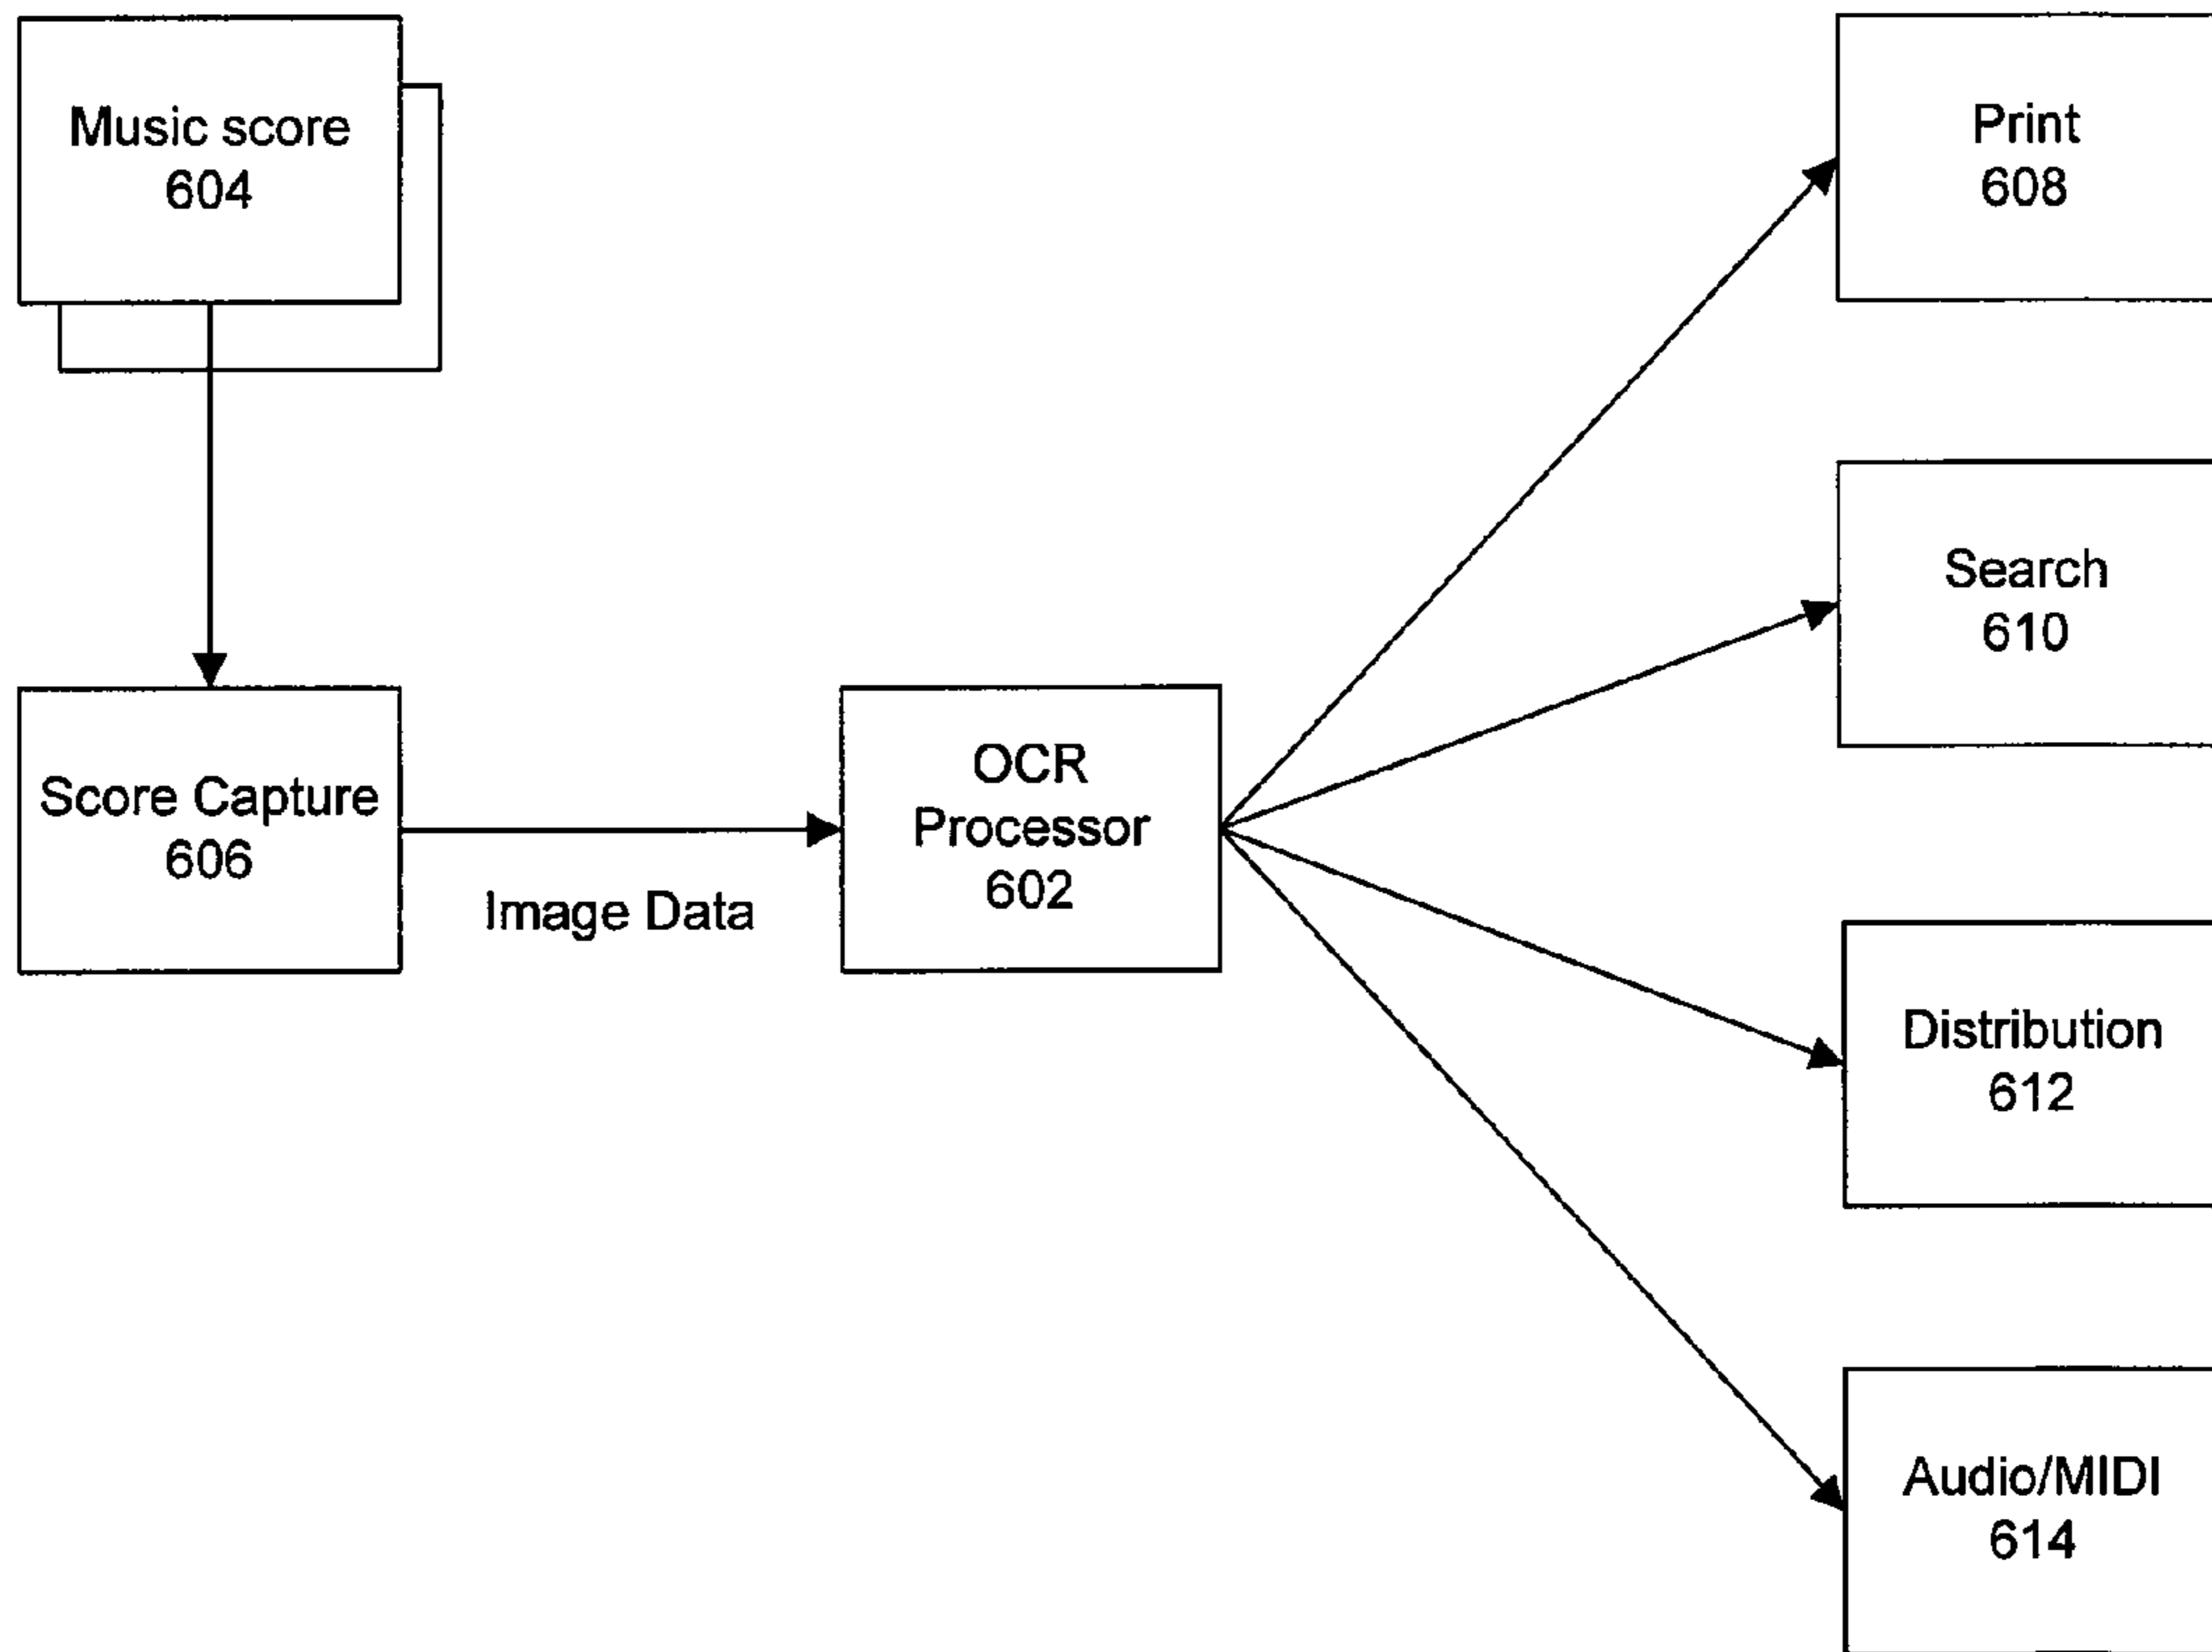 Music score
604
Score Capture
606
Image Data
OCR
Processor
602
Print
608
Search
610
Distribution
612
Audio/MIDI
614